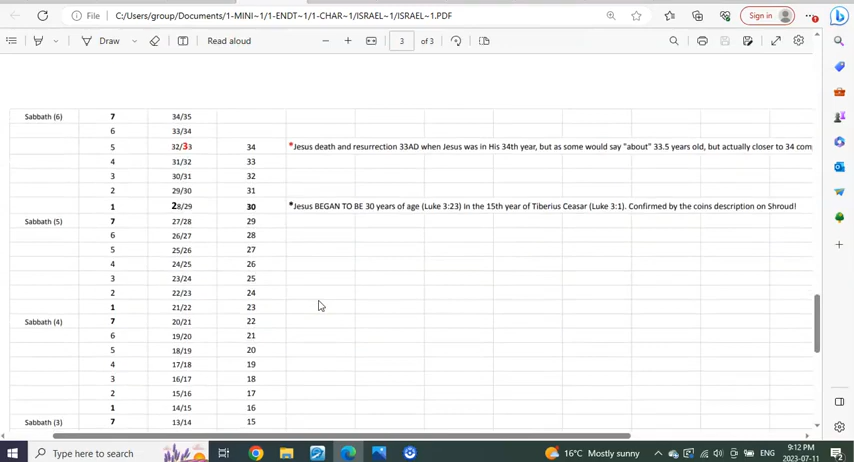 File C:/Users/group/Documents/1-MINI~1/1-ENDT~1/1-CHAR~1/ISRAEL~1/ISRAEL~1.PDF Sign in
Draw Read aloud 3 of 3
Sabbath (6) 7 34/35
6 33/34
5 32/33 34 *Jesus death and resurrection 33AD when Jesus was in His 34th year, but as some would say "about" 33.5 years old, but actually closer to 34 com
4 31/32 33
3 30/31 32
2 29/30 31
1 28/29 30 *Jesus BEGAN TO BE 30 years of age (Luke 3:23) In the 15th year of Tiberius Ceasar (Luke 3:1). Confirmed by the coins description on Shroud!
Sabbath (5) 7 27/28 29
6 26/27 28
5 25/26 27
4 24/25 26
3 23/24 25
2 22/23 24
1 21/22 23
Sabbath (4) 7 20/21 22
6 19/20 21
5 18/19 20
4 17/18 19
3 16/17 18
2 15/16 17
1 14/15 16
Sabbath (3) 7 13/14 15
Type here to search 16°C Mostly sunny ENG 9:12 PM
2023-07-11 2